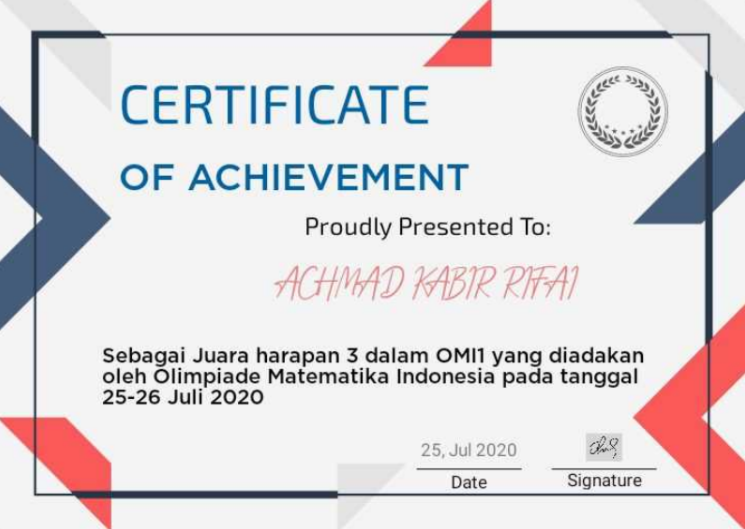 CERTIFICATE
OF ACHIEVEMENT
Proudly Presented To:
ACHMAD KABIR RIFAI
Sebagai Juara harapan 3 dalam OMI1 yang diadakan
oleh Olimpiade Matematika Indonesia pada tanggal
25-26 Juli 2020
25, Jul 2020
Date
Signature